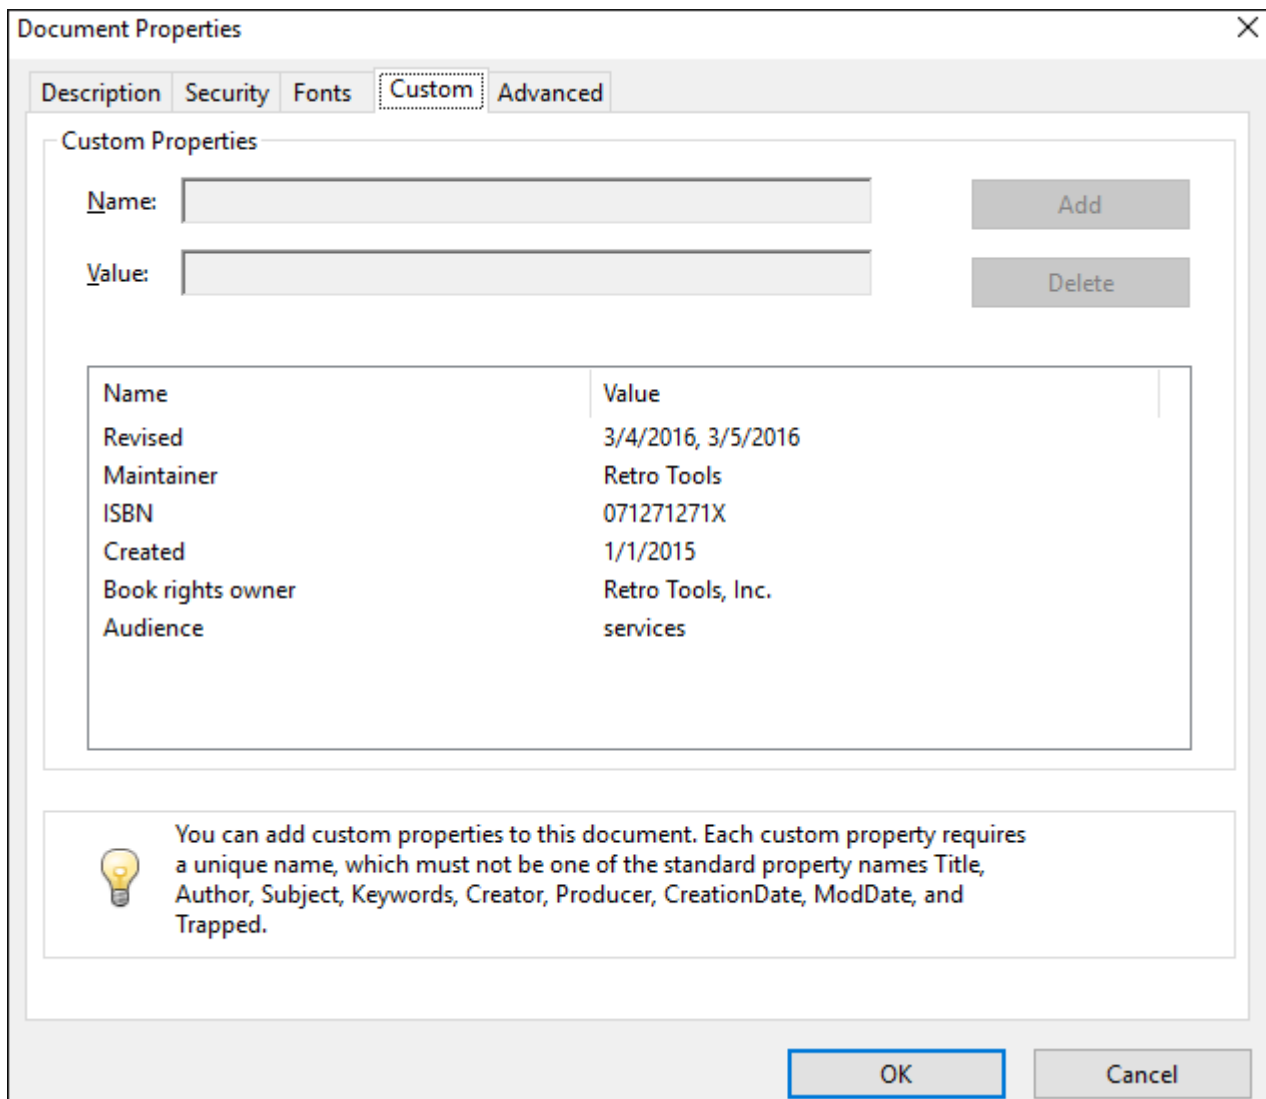 Document Properties
Description Security Fonts Custom Advanced
Custom Properties
Name: Add
Value: Delete
Name Value
Revised 3/4/2016, 3/5/2016
Maintainer Retro Tools
ISBN 071271271X
Created 1/1/2015
Book rights owner Retro Tools, Inc.
Audience services
You can add custom properties to this document. Each custom property requires
a unique name, which must not be one of the standard property names Title,
Author, Subject, Keywords, Creator, Producer, CreationDate, ModDate, and
Trapped.
OK Cancel